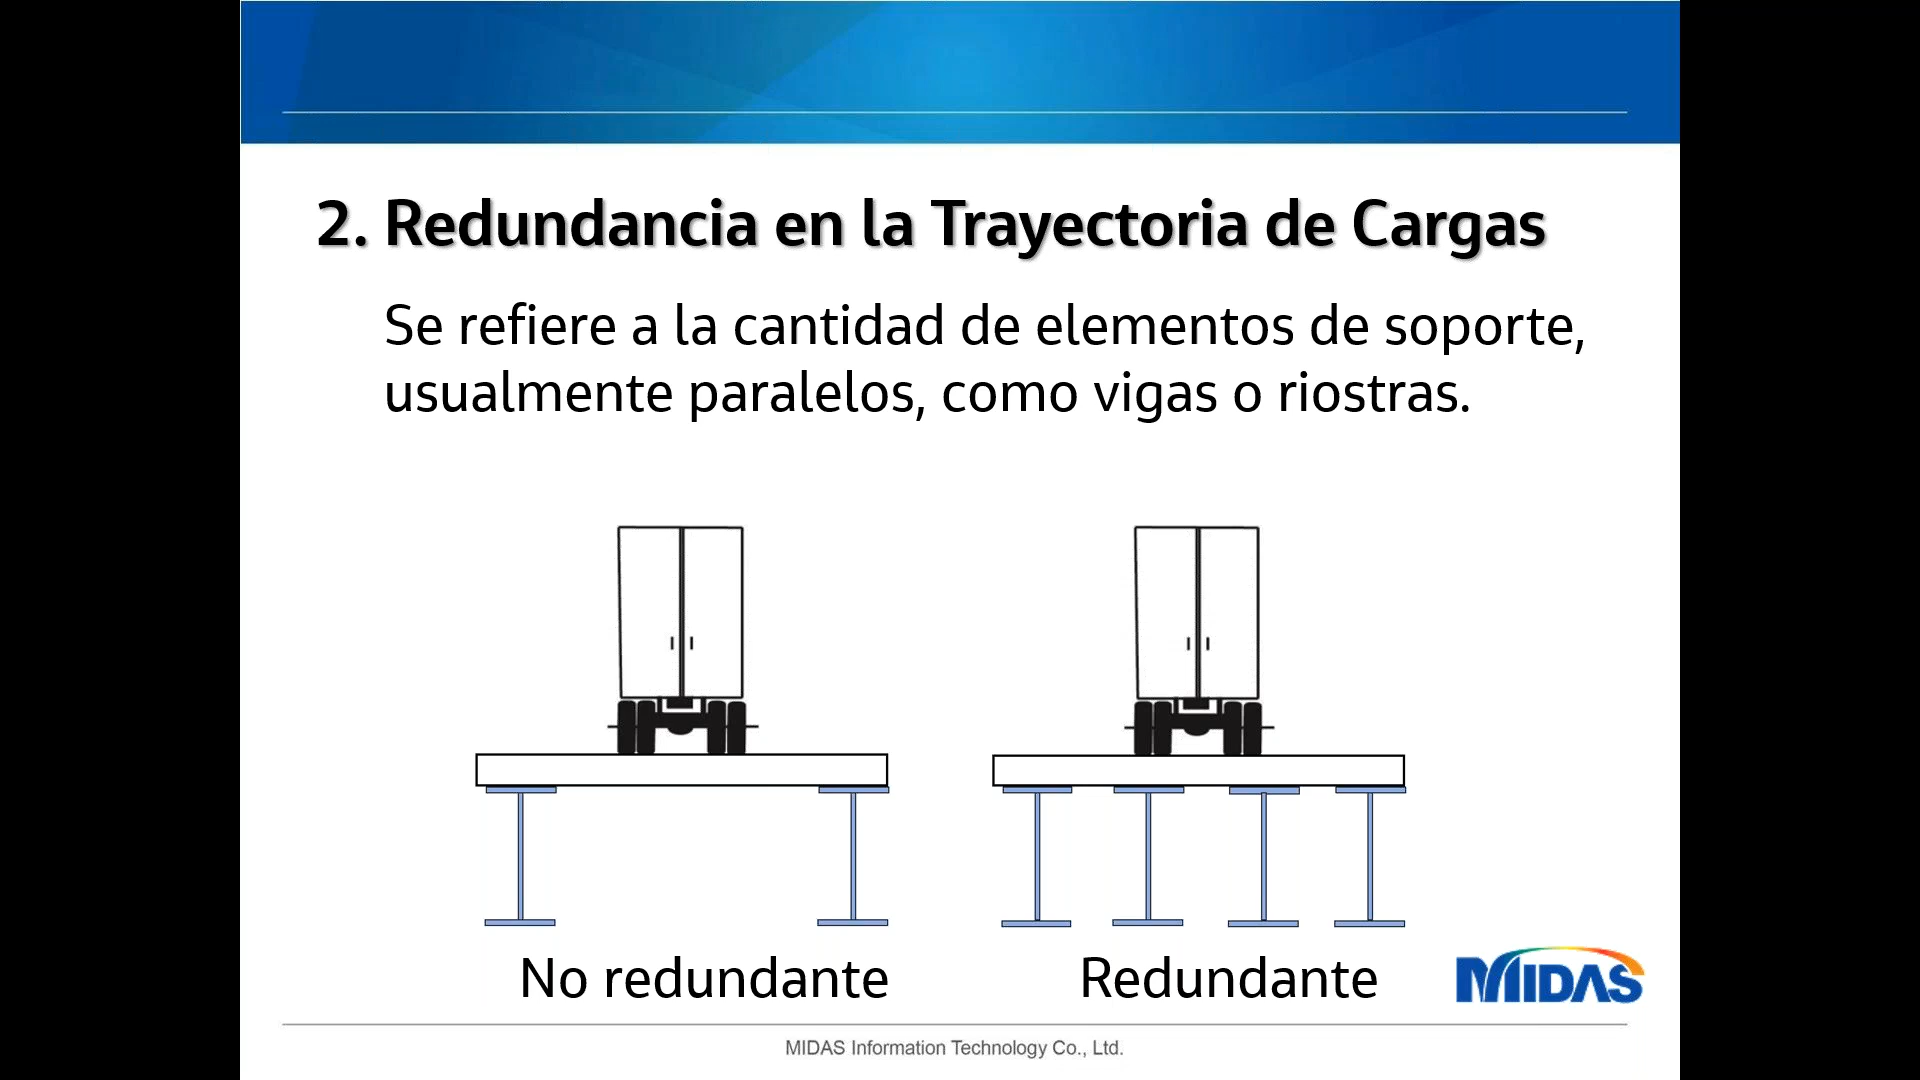 2. Redundancia en la Trayectoria de Cargas
Se refiere a la cantidad de elementos de soporte,
usualmente paralelos, como vigas o riostras.
No redundante
Redundante
MIDAS
MIDAS Information Technology Co., Ltd.